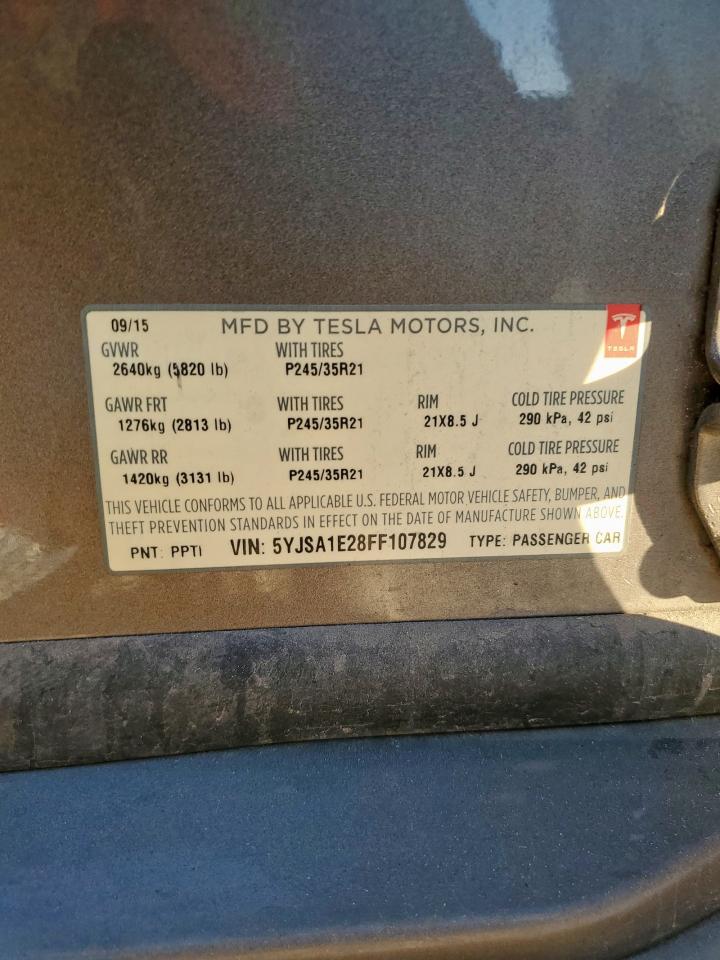 09/15 MFD BY TESLA MOTORS, INC.
TESLA
GVWR WITH TIRES
2640kg (5820 lb) P245/35R21
GAWR FRT WITH TIRES RIM COLD TIRE PRESSURE
1276kg (2813 lb) P245/35R21 21X8.5 J 290 kPa, 42 psi
GAWR RR WITH TIRES RIM COLD TIRE PRESSURE
1420kg (3131 lb) P245/35R21 21X8.5 J 290 kPa, 42 psi
THIS VEHICLE CONFORMS TO ALL APPLICABLE U.S. FEDERAL MOTOR VEHICLE SAFETY, BUMPER, AND
THEFT PREVENTION STANDARDS IN EFFECT ON THE DATE OF MANUFACTURE SHOWN ABOVE.
PNT: PPTI VIN: 5YJSA1E28FF107829 TYPE: PASSENGER CAR